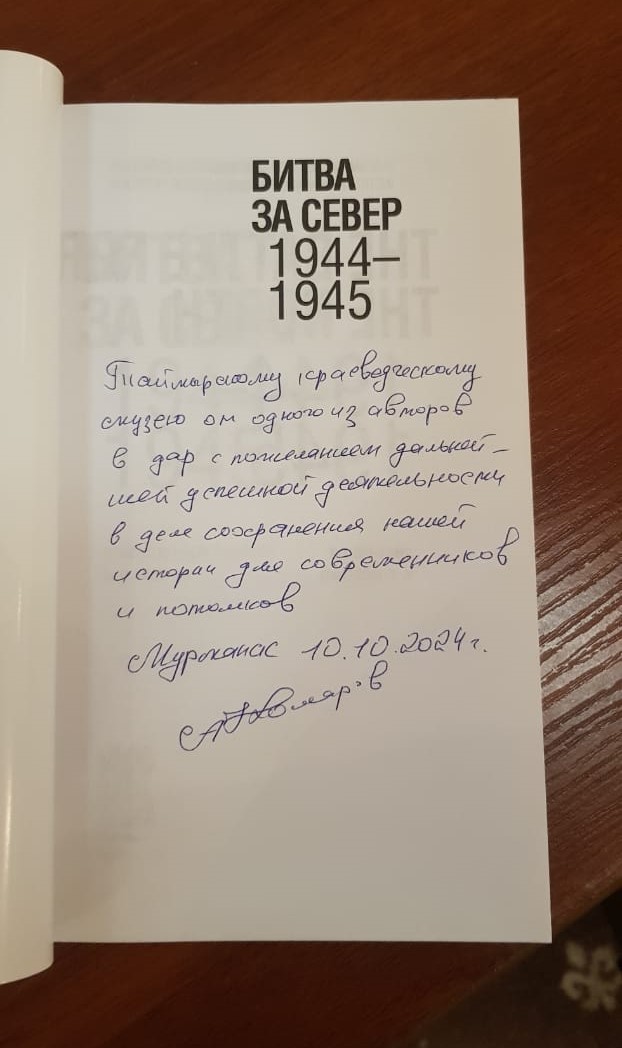 БИТВА
ЗА СЕВЕР
1944–
1945
Таймырскому краеведческому
музею от одного из авторов
в дар с пожеланием дальней-
шей успешной деятельности
в деле сохранения нашей
истории для современников
и потомков
Мурманск 10.10.2024 г.